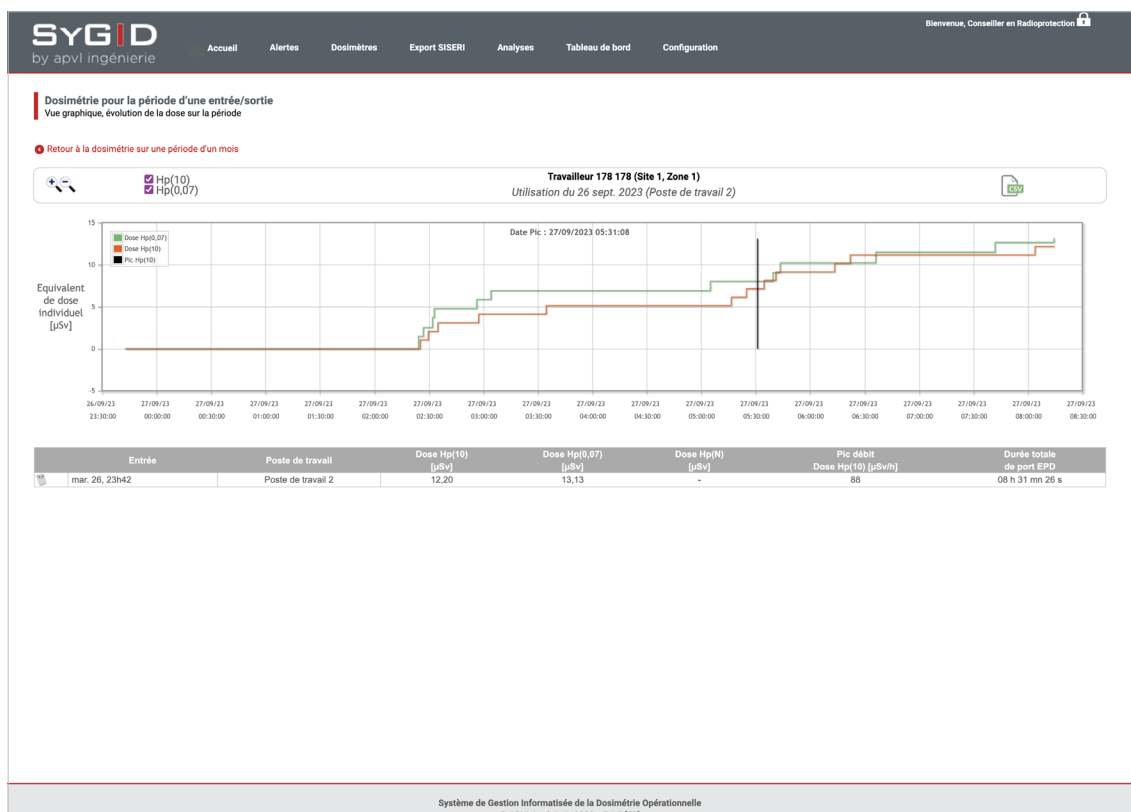 SYGID
by apvl ingénierie
Accueil Alertes Dosimètres Export SISERI Analyses Tableau de bord Configuration
Bienvenue, Conseiller en Radioprotection
Dosimétrie pour la période d'une entrée/sortie
Vue graphique, évolution de la dose sur la période
Retour à la dosimétrie sur une période d'un mois
Hp(10)
Hp(0,07)
Travailleur 178 178 (Site 1, Zone 1)
Utilisation du 26 sept. 2023 (Poste de travail 2)
CSV
Date Pic : 27/09/2023 05:31:08
Dose Hp(0,07)
Dose Hp(10)
Pic Hp(10)
Equivalent
de dose
individuel
[µSv]
15
10
5
0
-5
26/09/23 27/09/23 27/09/23 27/09/23 27/09/23 27/09/23 27/09/23 27/09/23 27/09/23 27/09/23 27/09/23 27/09/23 27/09/23 27/09/23 27/09/23 27/09/23 27/09/23 27/09/23 27/09/23
23:30:00 00:00:00 00:30:00 01:00:00 01:30:00 02:00:00 02:30:00 03:00:00 03:30:00 04:00:00 04:30:00 05:00:00 05:30:00 06:00:00 06:30:00 07:00:00 07:30:00 08:00:00 08:30:00
Entrée Poste de travail Dose Hp(10) [µSv] Dose Hp(0,07) [µSv] Dose Hp(N) [µSv] Pic débit Dose Hp(10) [µSv/h] Durée totale de port EPD
mar. 26, 23h42 Poste de travail 2 12,20 13,13 - 88 08 h 31 mn 26 s
Système de Gestion Informatisée de la Dosimétrie Opérationnelle